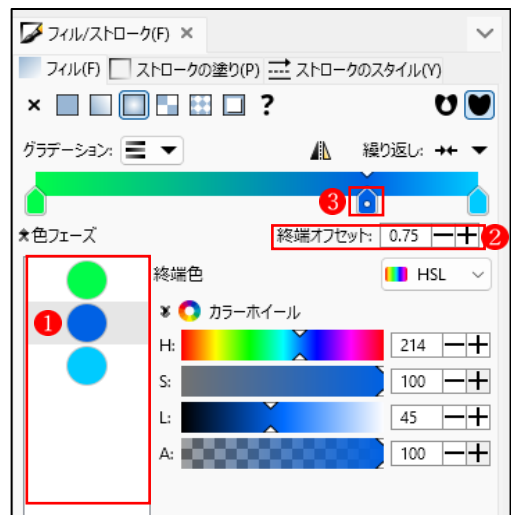 フィル/ストローク(F) ×
フィル(F) ストロークの塗り(P) ストロークのスタイル(Y)
× ?
グラデーション: 繰り返し:
3
色フェーズ 終端オフセット: 0.75 2
終端色 HSL
1 カラーホイール
H: 214
S: 100
L: 45
A: 100